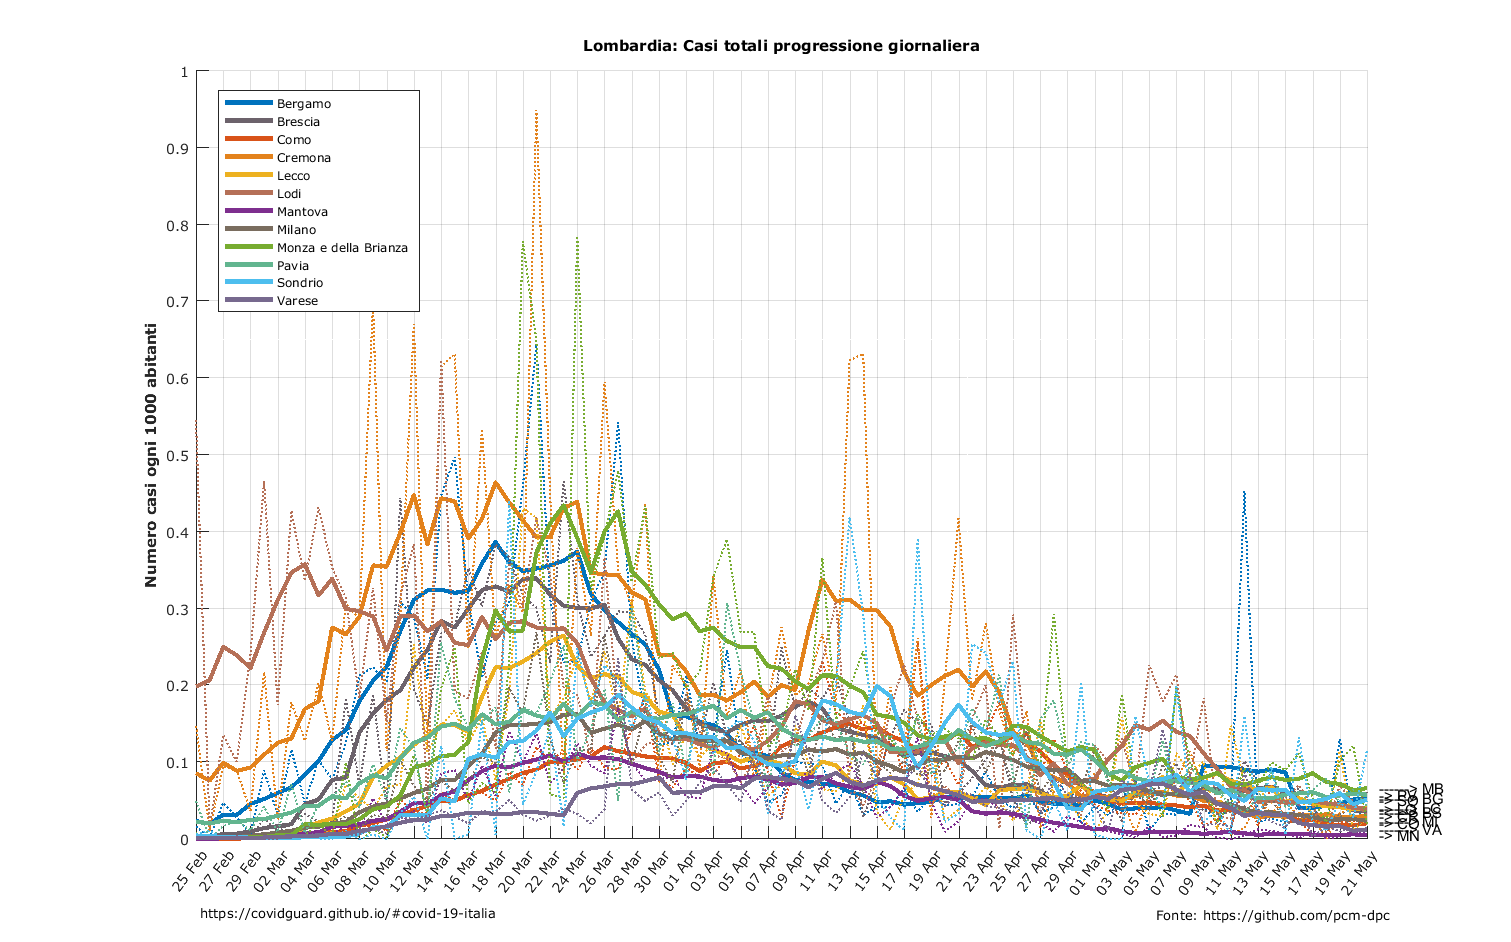 Lombardia: Casi totali progressione giornaliera
Numero casi ogni 1000 abitanti
1
0.9
0.8
0.7
0.6
0.5
0.4
0.3
0.2
0.1
0
Bergamo
Brescia
Como
Cremona
Lecco
Lodi
Mantova
Milano
Monza e della Brianza
Pavia
Sondrio
Varese
-> MB
BG
VA
-> MN
25 Feb
27 Feb
29 Feb
02 Mar
04 Mar
06 Mar
08 Mar
10 Mar
12 Mar
14 Mar
16 Mar
18 Mar
20 Mar
22 Mar
24 Mar
26 Mar
28 Mar
30 Mar
01 Apr
03 Apr
05 Apr
07 Apr
09 Apr
11 Apr
13 Apr
15 Apr
17 Apr
19 Apr
21 Apr
23 Apr
25 Apr
27 Apr
29 Apr
01 May
03 May
05 May
07 May
09 May
11 May
13 May
15 May
17 May
19 May
21 May
https://covidguard.github.io/#covid-19-italia
Fonte: https://github.com/pcm-dpc